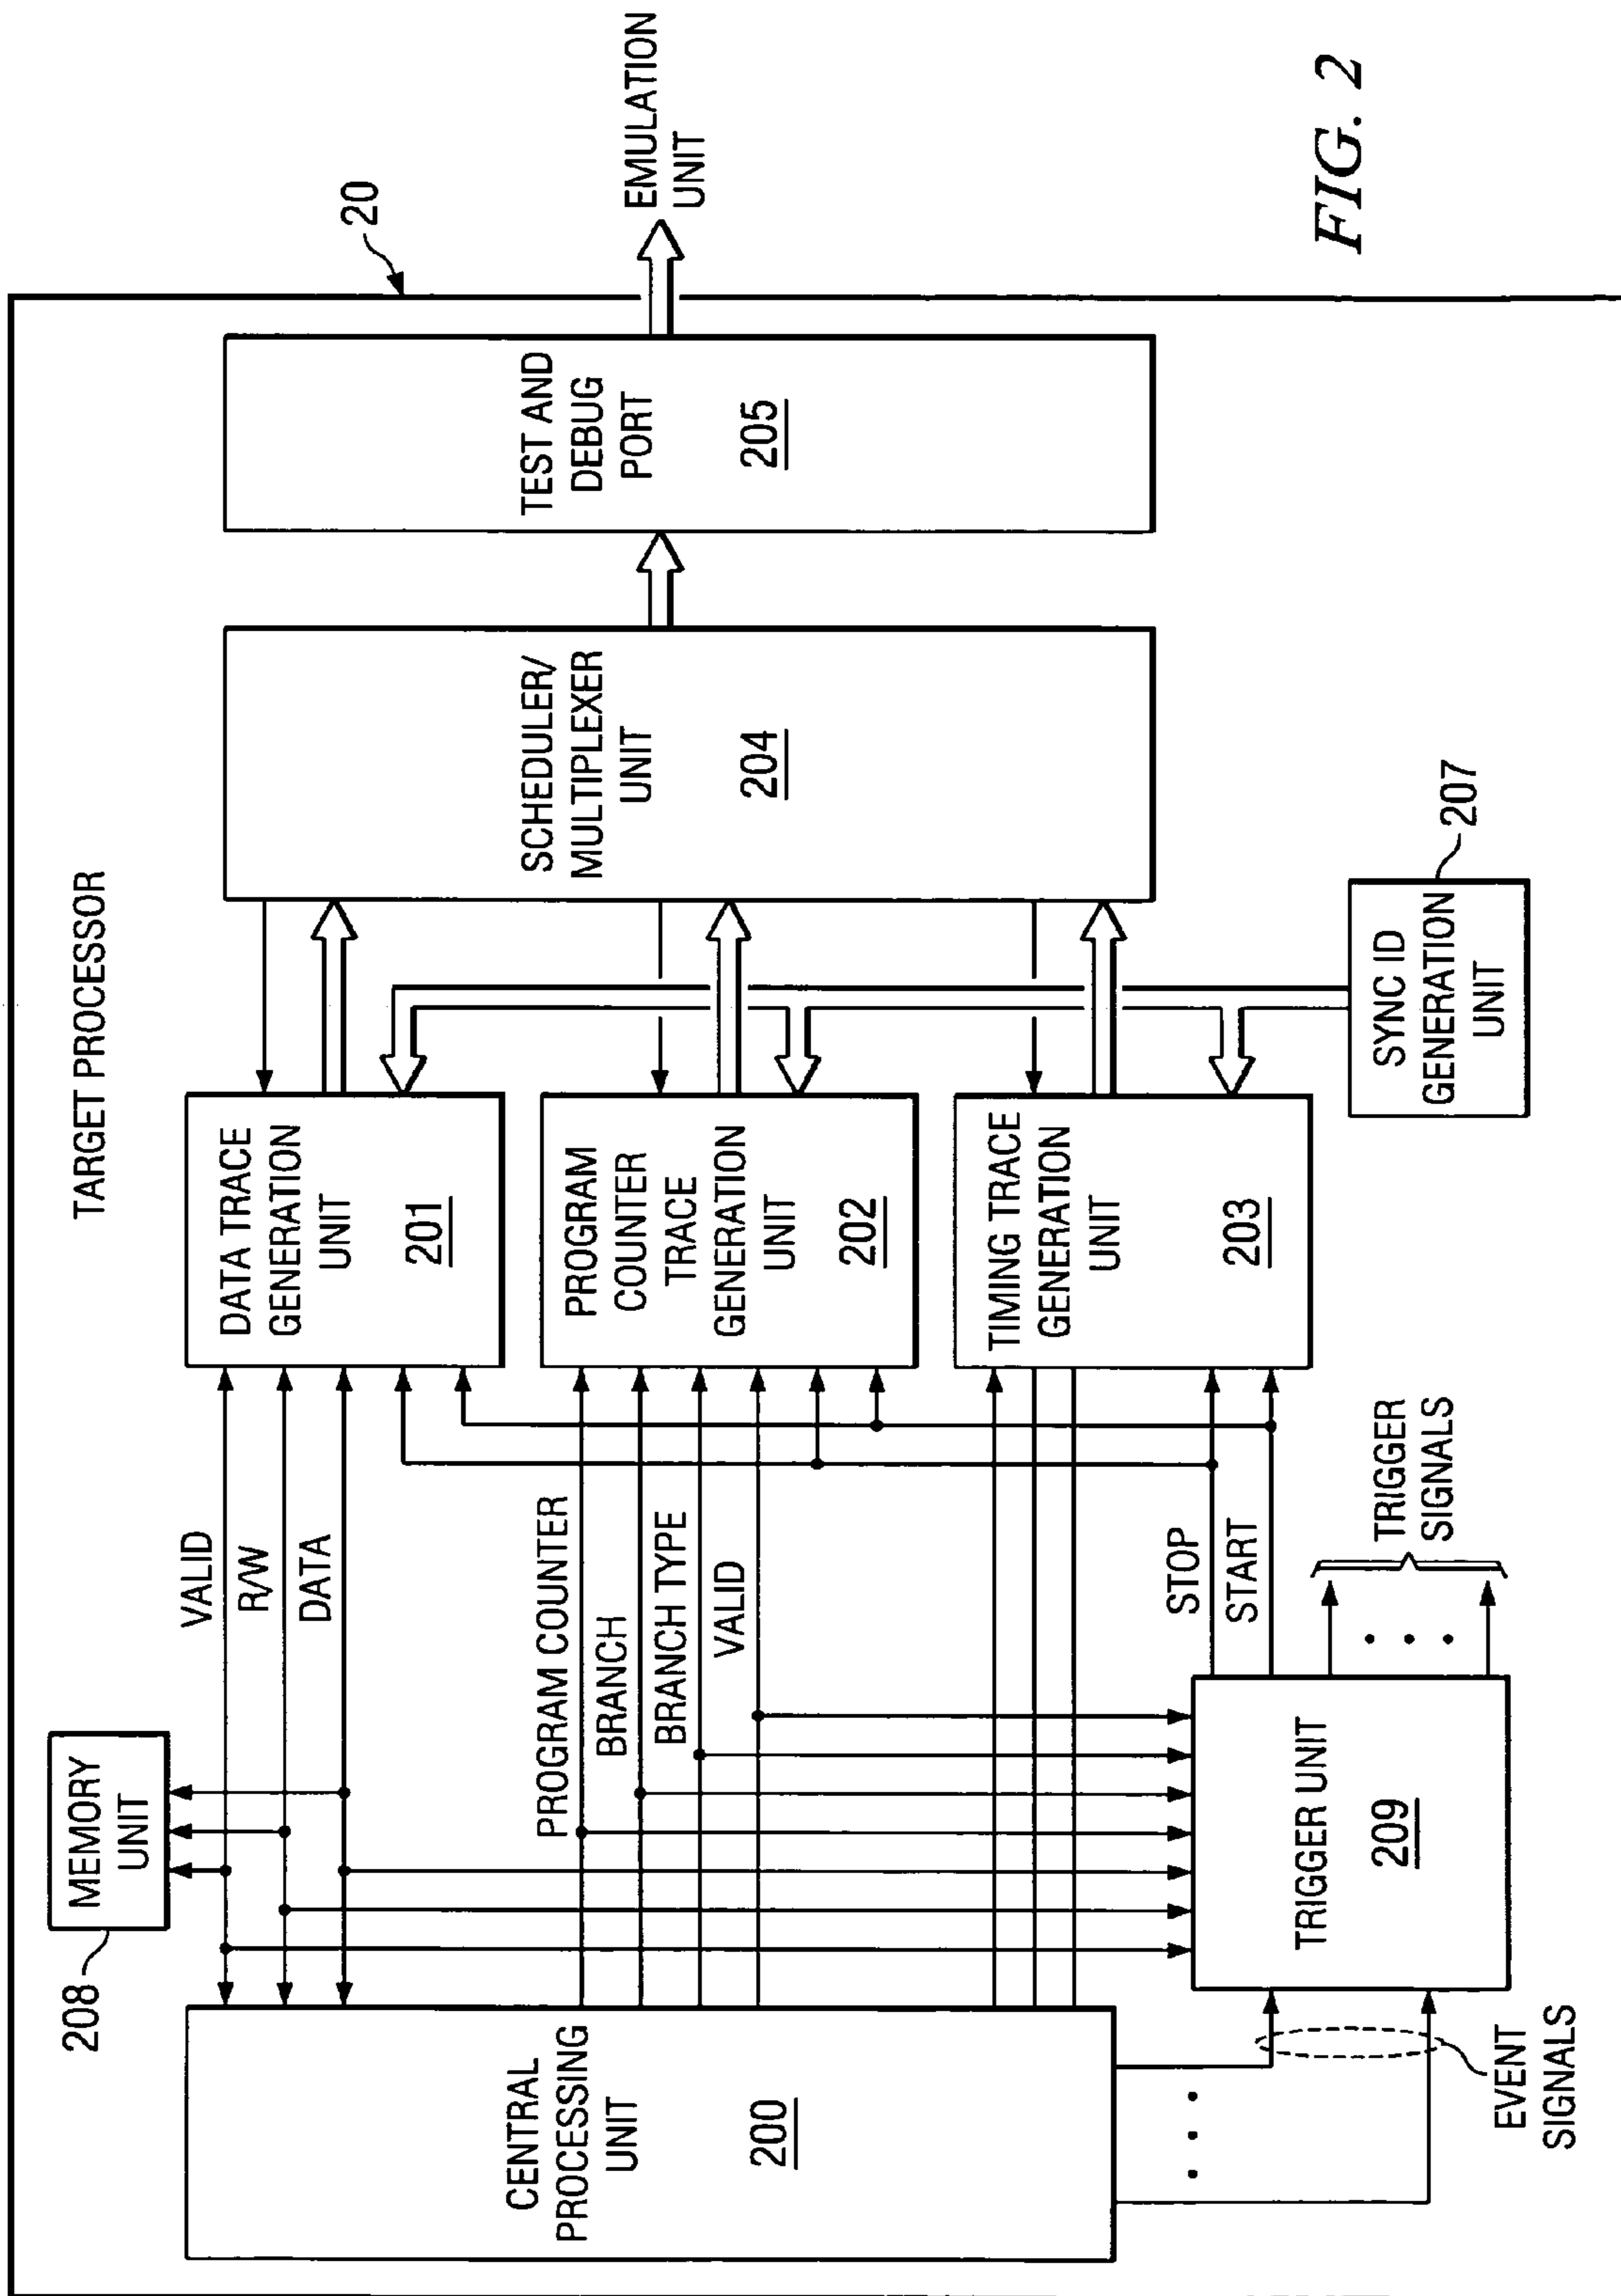 TARGET PROCESSOR
20
208
MEMORY
UNIT
VALID
R/W
DATA
DATA TRACE
GENERATION
UNIT
201
CENTRAL
PROCESSING
UNIT
200
PROGRAM COUNTER
BRANCH
BRANCH TYPE
VALID
PROGRAM
COUNTER
TRACE
GENERATION
UNIT
202
SCHEDULER/
MULTIPLEXER
UNIT
204
TEST AND
DEBUG
PORT
205
EMULATION
UNIT
TIMING TRACE
GENERATION
UNIT
203
STOP
START
TRIGGER UNIT
209
TRIGGER
SIGNALS
EVENT
SIGNALS
SYNC ID
GENERATION
UNIT
207
FIG. 2